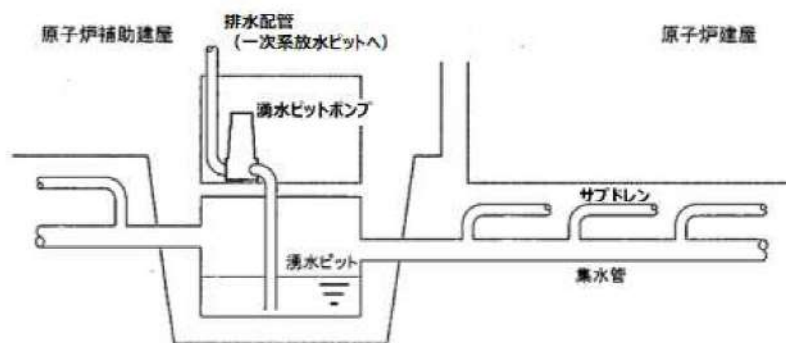 排水配管
（一次系放水ピットへ）
原子炉補助建屋
原子炉建屋
湧水ピットポンプ
サブドレン
湧水ピット
集水管